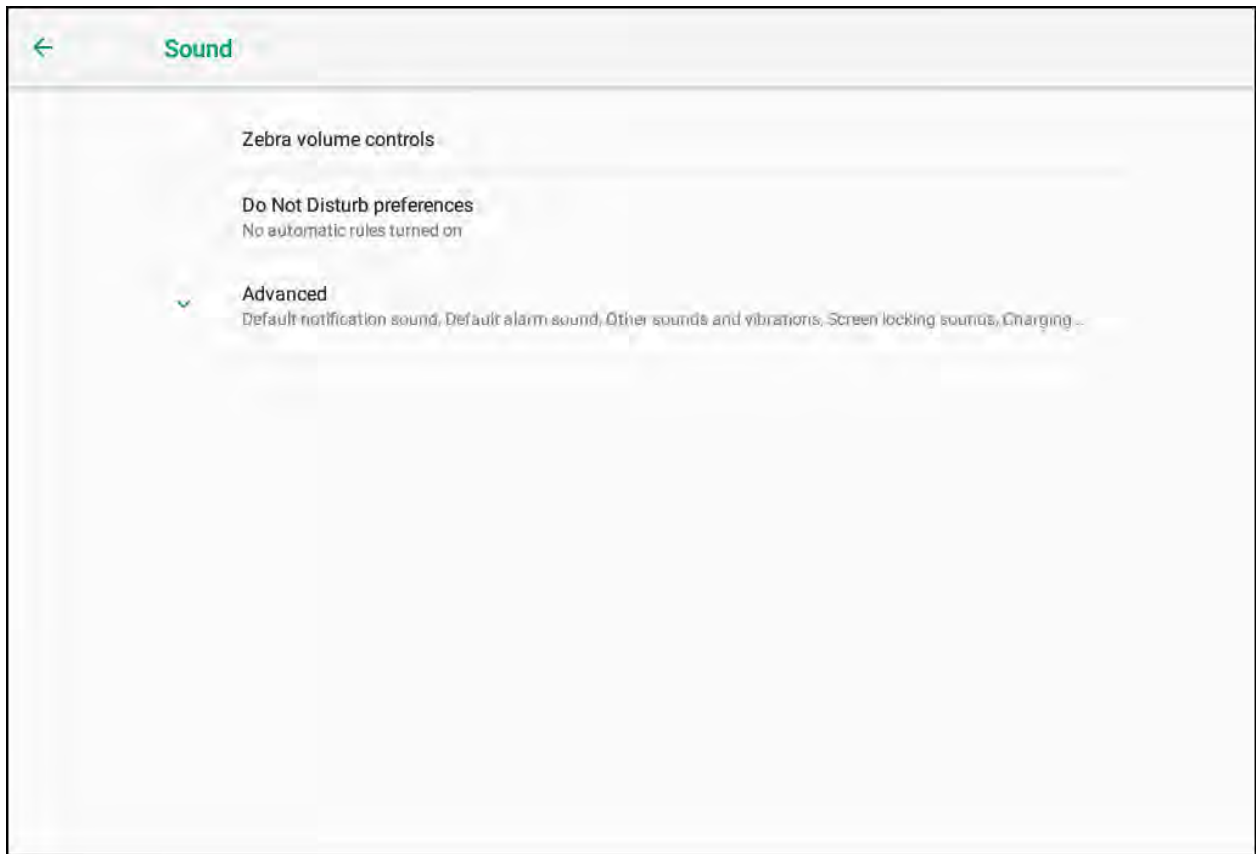 Sound
Zebra volume controls
Do Not Disturb preferences
No automatic rules turned on
Advanced
Default notification sound, Default alarm sound, Other sounds and vibrations, Screen locking sounds, Charging ...